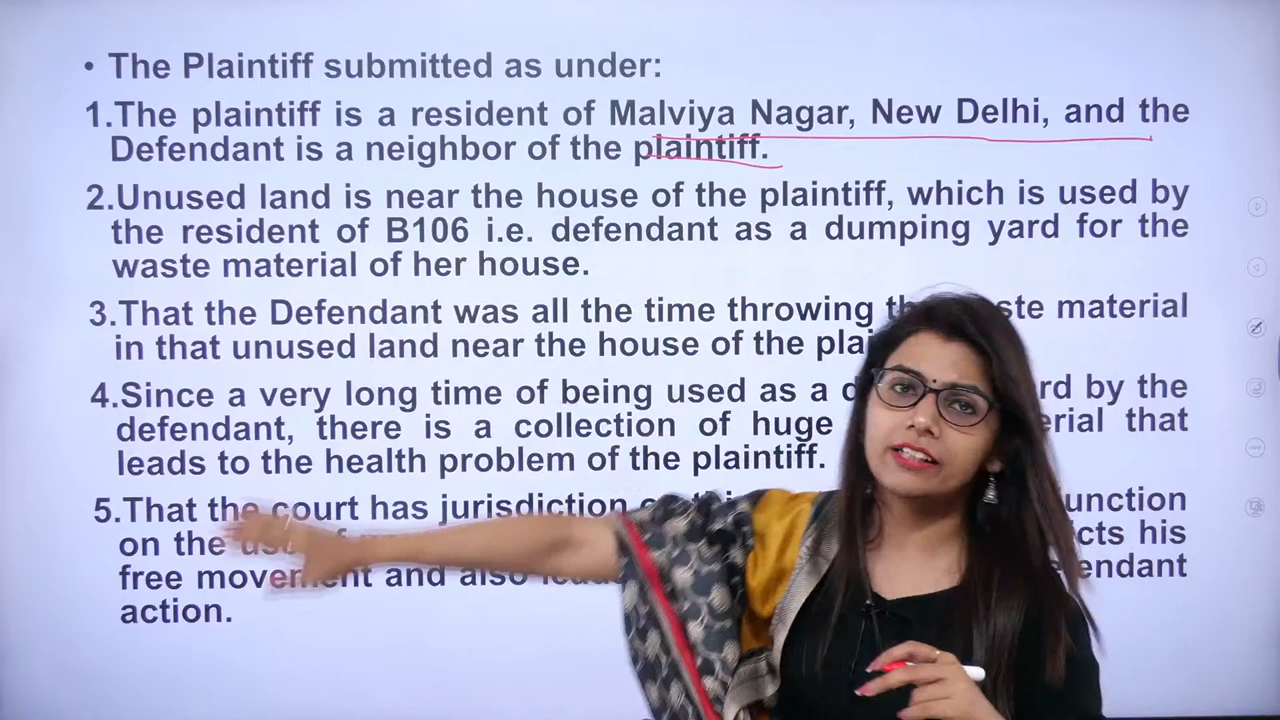 • The Plaintiff submitted as under:
1.The plaintiff is a resident of Malviya Nagar, New Delhi, and the
Defendant is a neighbor of the plaintiff.
2.Unused land is near the house of the plaintiff, which is used by
the resident of B106 i.e. defendant as a dumping yard for the
waste material of her house.
3.That the Defendant was all the time throwing material
in that unused land near the house of the
4.Since a very long time of being used as a by the
defendant, there is a collection of huge that
leads to the health problem of the plaintiff.
5.That the court has jurisdiction
on the his
free movement and also
action.